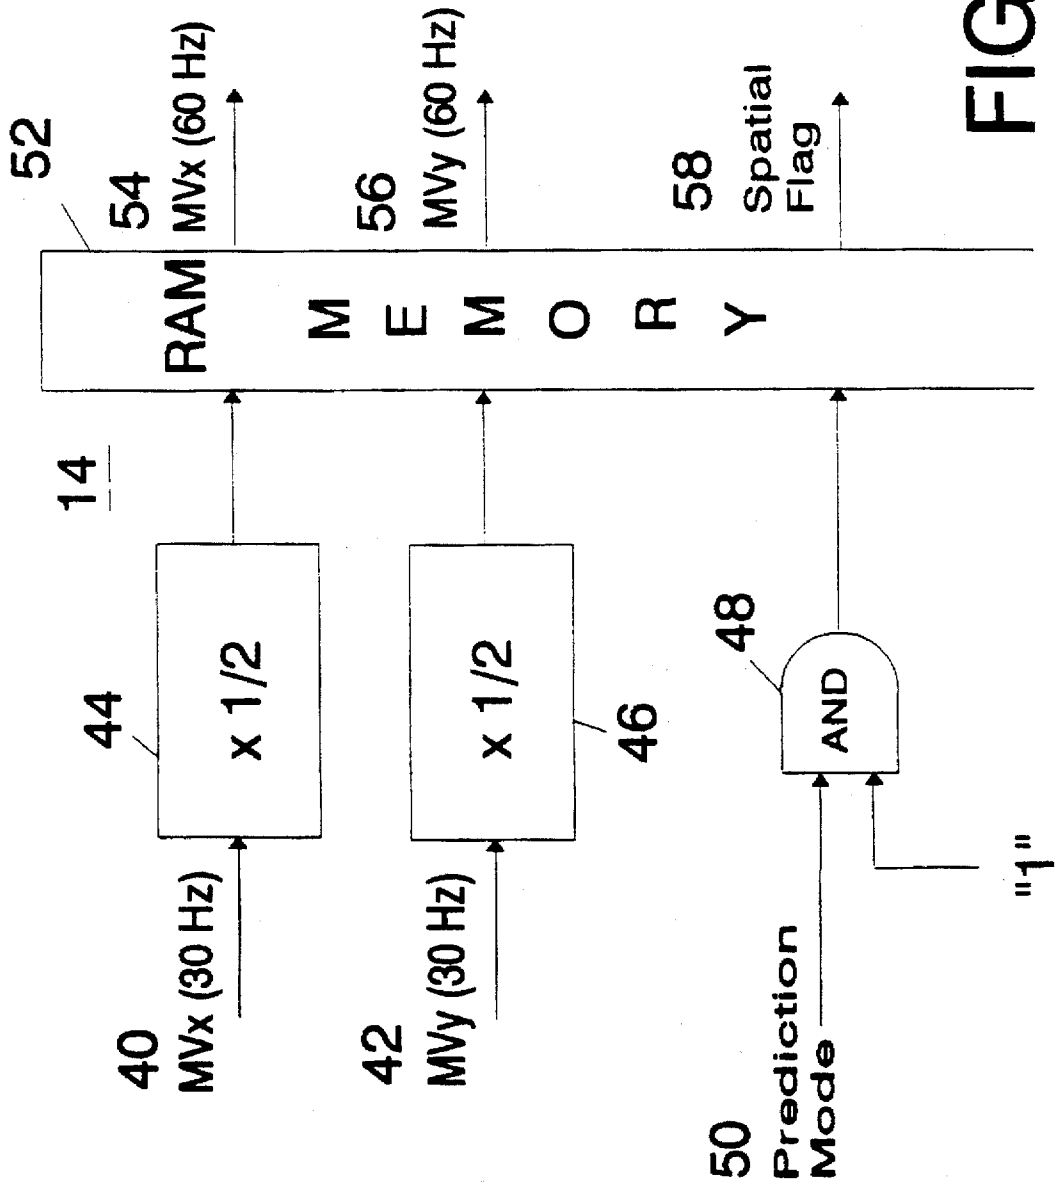 14
52
40
MVx (30 Hz)
44
x 1/2
54
MVx (60 Hz)
42
MVy (30 Hz)
x 1/2
46
56
MVy (60 Hz)
RAM
M
E
M
O
R
Y
50
Prediction
Mode
48
AND
"1"
58
Spatial
Flag
FIG